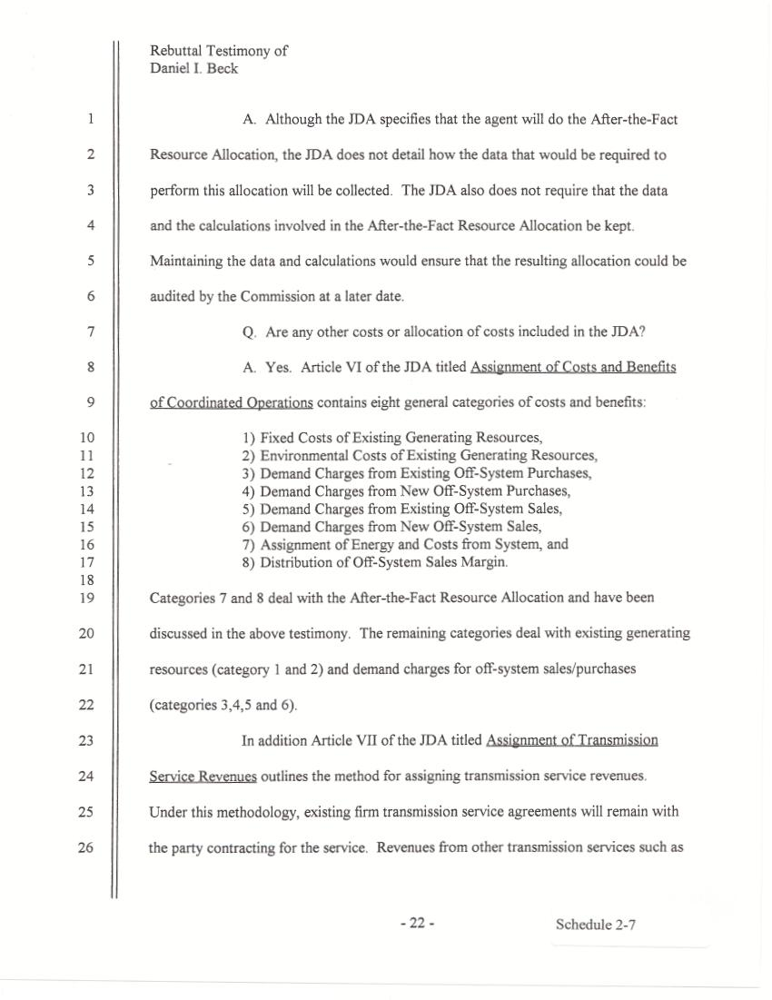 Rebuttal Testimony of
Daniel I. Beck
1 A. Although the JDA specifies that the agent will do the After-the-Fact
2 Resource Allocation, the JDA does not detail how the data that would be required to
3 perform this allocation will be collected. The JDA also does not require that the data
4 and the calculations involved in the After-the-Fact Resource Allocation be kept.
5 Maintaining the data and calculations would ensure that the resulting allocation could be
6 audited by the Commission at a later date.
7 Q. Are any other costs or allocation of costs included in the JDA?
8 A. Yes. Article VI of the JDA titled Assignment of Costs and Benefits
9 of Coordinated Operations contains eight general categories of costs and benefits:
10 1) Fixed Costs of Existing Generating Resources,
11 2) Environmental Costs of Existing Generating Resources,
12 3) Demand Charges from Existing Off-System Purchases,
13 4) Demand Charges from New Off-System Purchases,
14 5) Demand Charges from Existing Off-System Sales,
15 6) Demand Charges from New Off-System Sales,
16 7) Assignment of Energy and Costs from System, and
17 8) Distribution of Off-System Sales Margin.
18
19 Categories 7 and 8 deal with the After-the-Fact Resource Allocation and have been
20 discussed in the above testimony. The remaining categories deal with existing generating
21 resources (category 1 and 2) and demand charges for off-system sales/purchases
22 (categories 3,4,5 and 6).
23 In addition Article VII of the JDA titled Assignment of Transmission
24 Service Revenues outlines the method for assigning transmission service revenues.
25 Under this methodology, existing firm transmission service agreements will remain with
26 the party contracting for the service. Revenues from other transmission services such as
- 22 -
Schedule 2-7